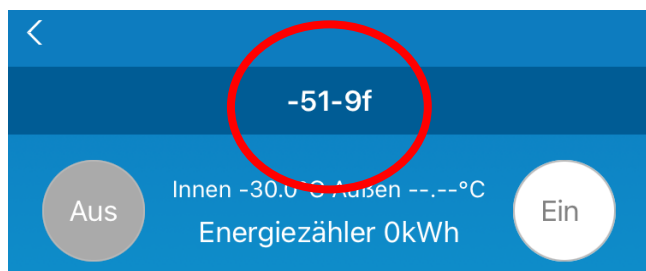 -51-9f
Innen -30.0°C Außen --.--°C
Aus
Energiezähler 0kWh
Ein